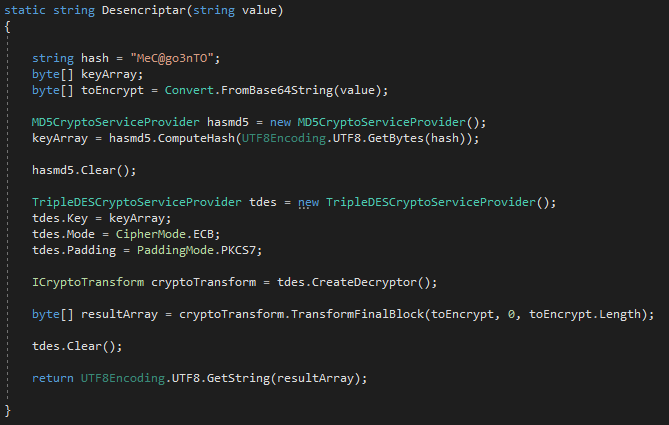 static string Desencriptar(string value)
{
string hash = "MeC@go3nTO";
byte[] keyArray;
byte[] toEncrypt = Convert.FromBase64String(value);
MD5CryptoServiceProvider hasmd5 = new MD5CryptoServiceProvider();
keyArray = hasmd5.ComputeHash(UTF8Encoding.UTF8.GetBytes(hash));
hasmd5.Clear();
TripleDESCryptoServiceProvider tdes = new TripleDESCryptoServiceProvider();
tdes.Key = keyArray;
tdes.Mode = CipherMode.ECB;
tdes.Padding = PaddingMode.PKCS7;
ICryptoTransform cryptoTransform = tdes.CreateDecryptor();
byte[] resultArray = cryptoTransform.TransformFinalBlock(toEncrypt, 0, toEncrypt.Length);
tdes.Clear();
return UTF8Encoding.UTF8.GetString(resultArray);
}